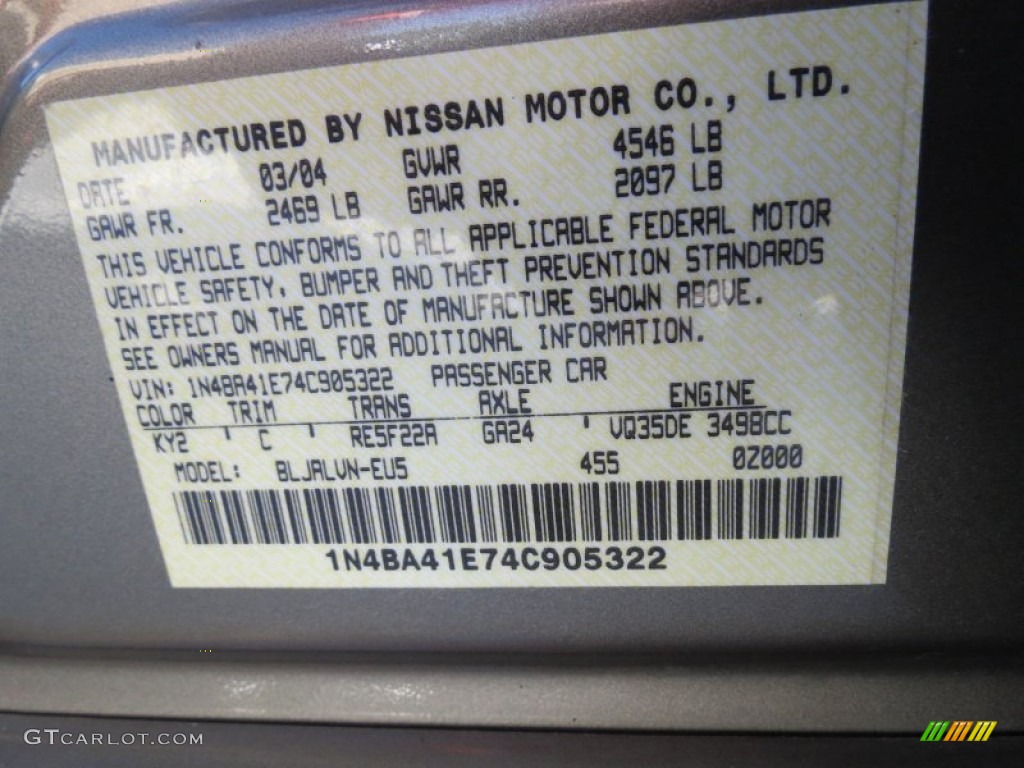 MANUFACTURED BY NISSAN MOTOR CO., LTD.
DATE 03/04 GVWR 4546 LB
GAWR FR. 2469 LB GAWR RR. 2097 LB
THIS VEHICLE CONFORMS TO ALL APPLICABLE FEDERAL MOTOR
VEHICLE SAFETY, BUMPER AND THEFT PREVENTION STANDARDS
IN EFFECT ON THE DATE OF MANUFACTURE SHOWN ABOVE.
SEE OWNERS MANUAL FOR ADDITIONAL INFORMATION.
VIN: 1N4BA41E74C905322 PASSENGER CAR
COLOR TRIM TRANS AXLE ENGINE
KY2 ' C ' RE5F22A GA24 ' VQ35DE 3498CC
MODEL: BLJALVN-EU5 455 0Z000
1N4BA41E74C905322
GTCARLOT.COM